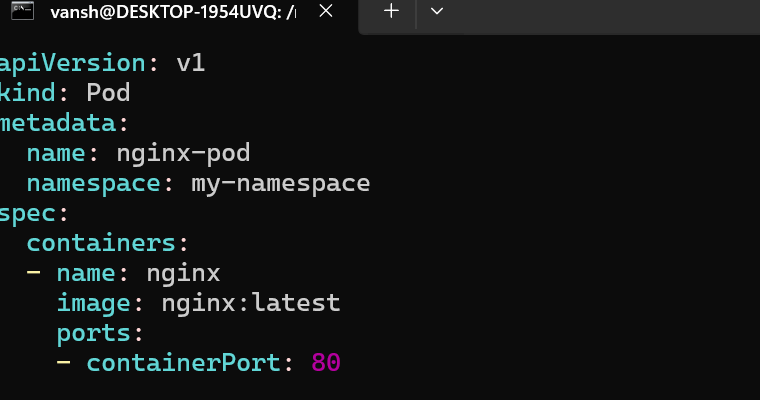 vansh@DESKTOP-1954UVQ: /
apiVersion: v1
kind: Pod
metadata:
  name: nginx-pod
  namespace: my-namespace
spec:
  containers:
  - name: nginx
    image: nginx:latest
    ports:
    - containerPort: 80